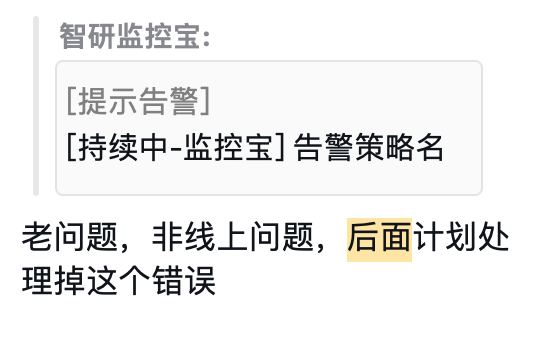 智研监控宝:
[提示告警]
[持续中-监控宝] 告警策略名
老问题，非线上问题，后面计划处
理掉这个错误